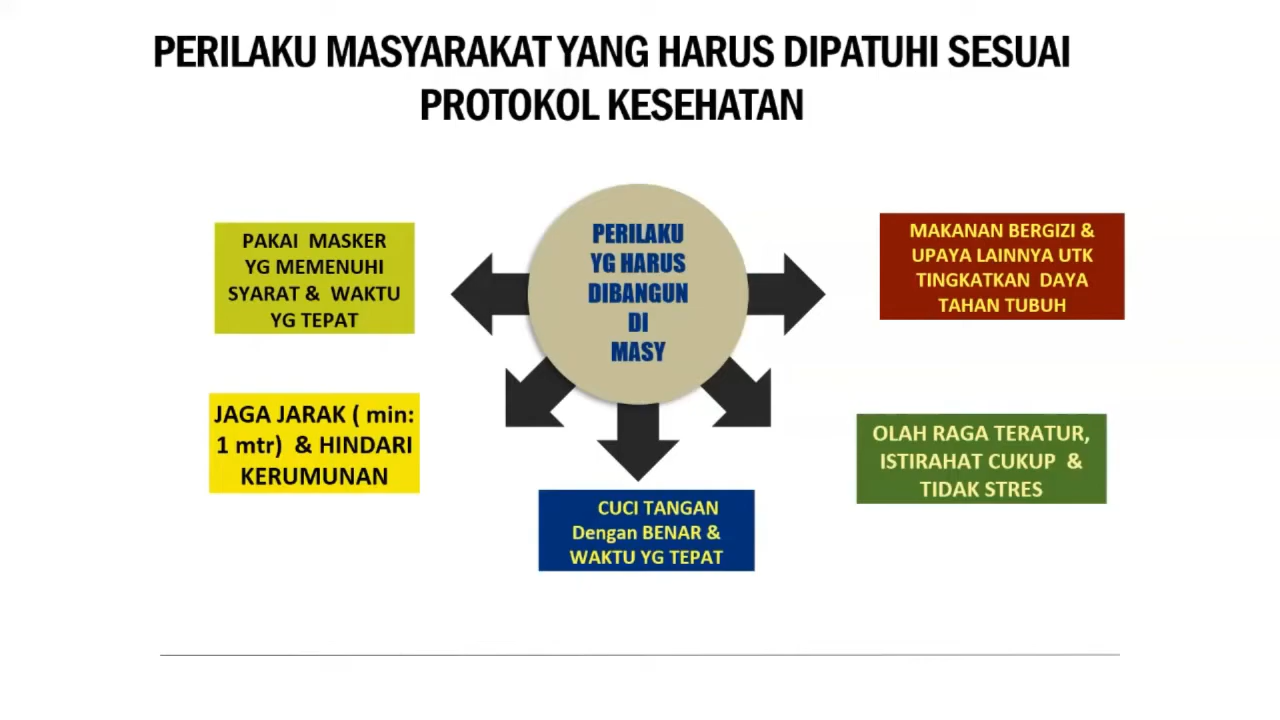 PERILAKU MASYARAKAT YANG HARUS DIPATUHI SESUAI
PROTOKOL KESEHATAN
PERILAKU
YG HARUS
DIBANGUN
DI
MASY
PAKAI MASKER
YG MEMENUHI
SYARAT & WAKTU
YG TEPAT
JAGA JARAK ( min:
1 mtr) & HINDARI
KERUMUNAN
CUCI TANGAN
Dengan BENAR &
WAKTU YG TEPAT
OLAH RAGA TERATUR,
ISTIRAHAT CUKUP &
TIDAK STRES
MAKANAN BERGIZI &
UPAYA LAINNYA UTK
TINGKATKAN DAYA
TAHAN TUBUH